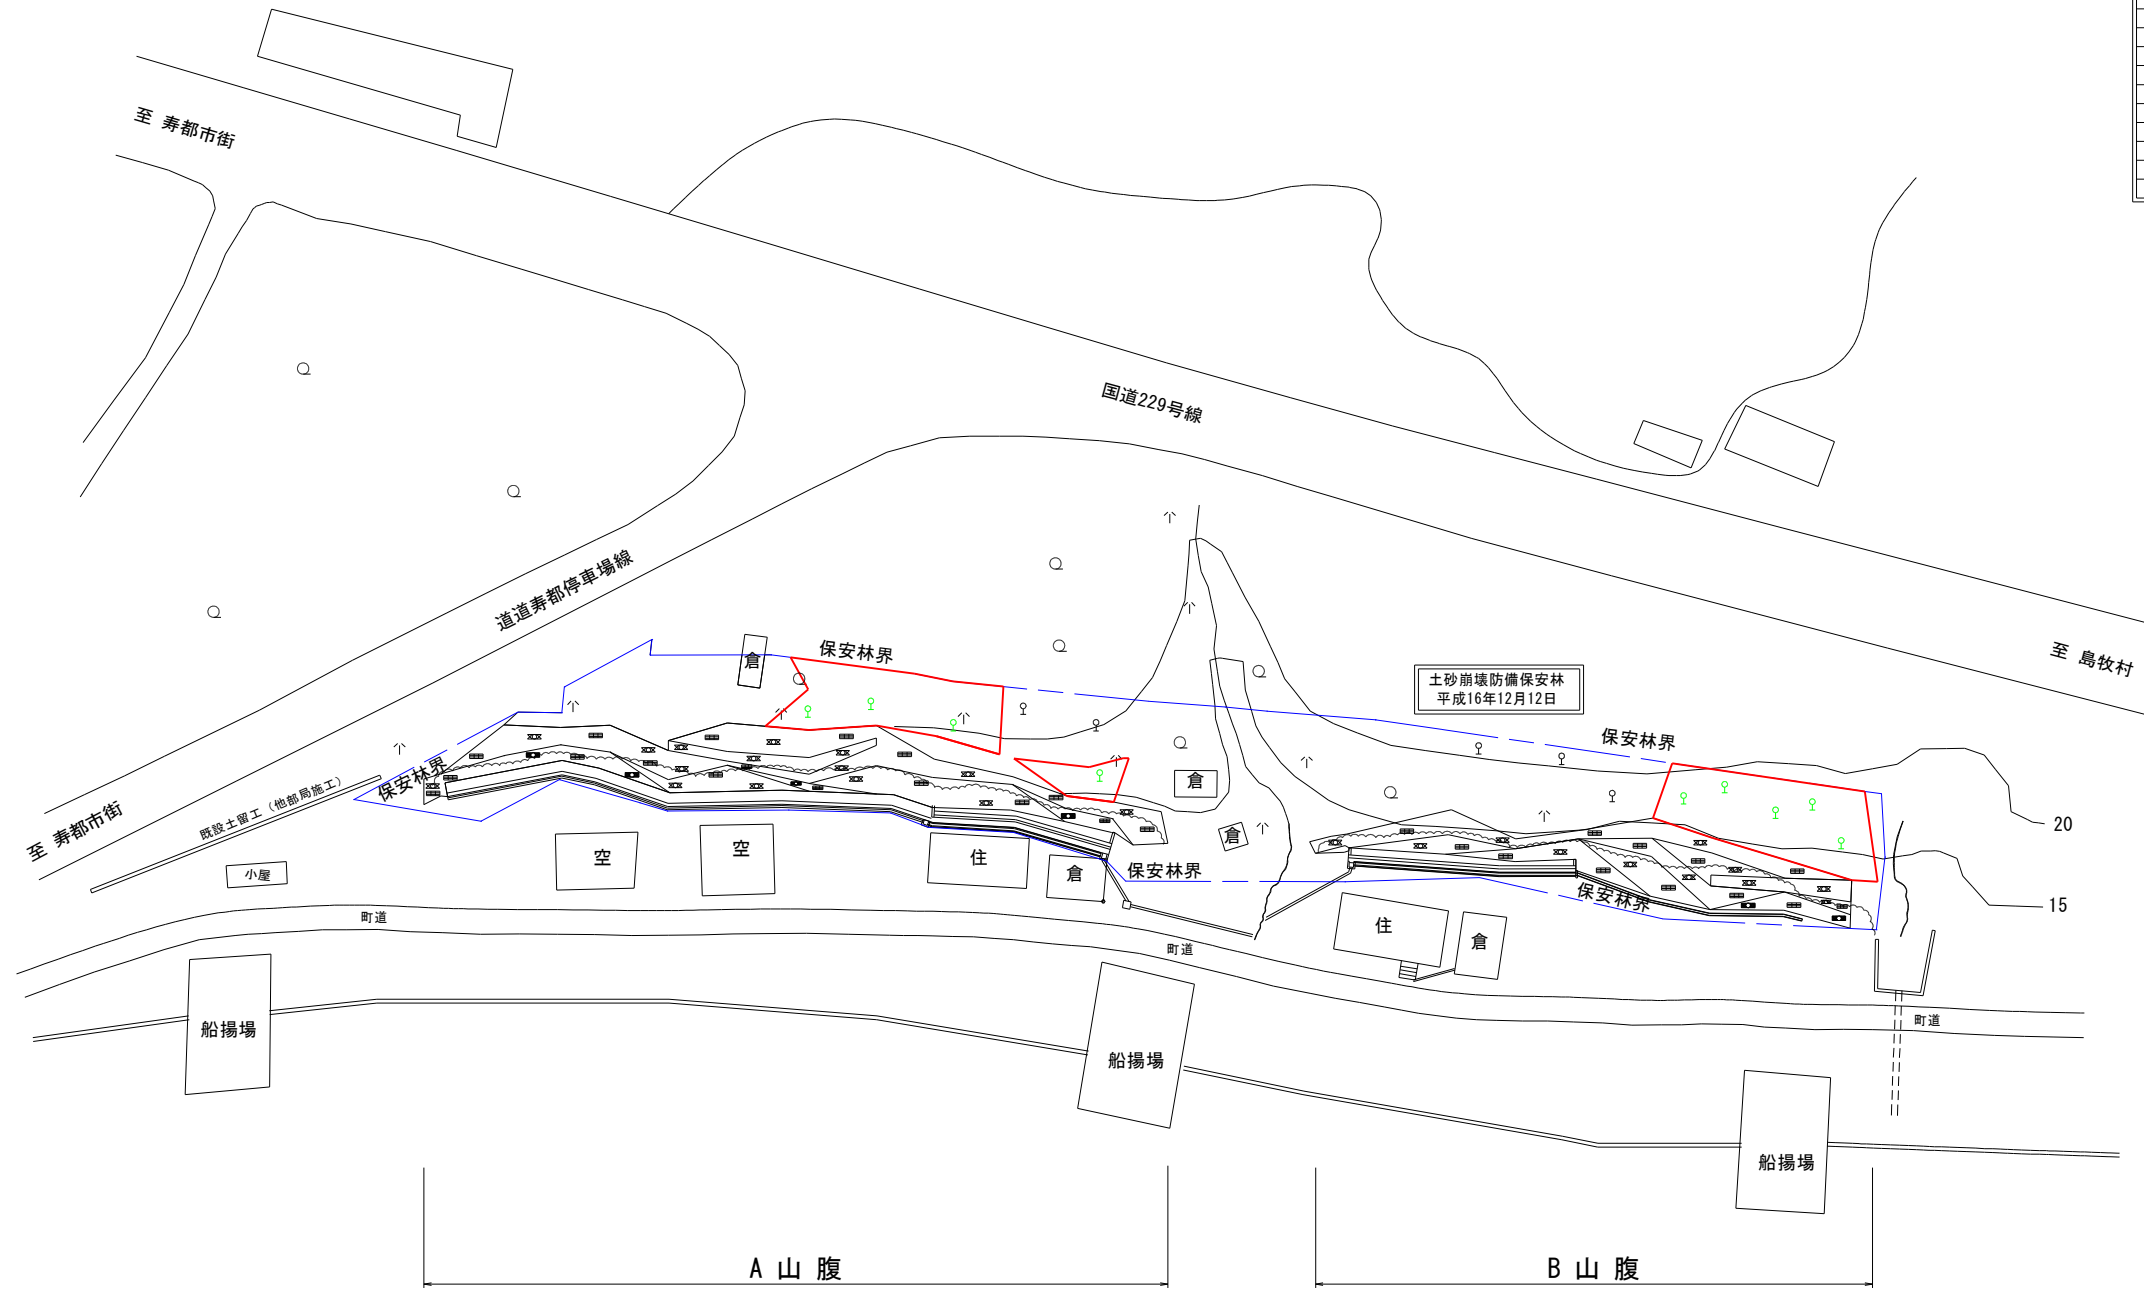 至 寿都市街
国道229号線
道道寿都停車場線
至 島牧村
倉
保安林界
土砂崩壊防備保安林
平成16年12月12日
保安林界
保安林界
倉
既設土留工（他部局施工）
至 寿都市街
20
倉
空
空
住
小屋
倉
保安林界
保安林界
15
町道
住
倉
町道
町道
船揚場
船揚場
船揚場
A 山 腹
B 山 腹